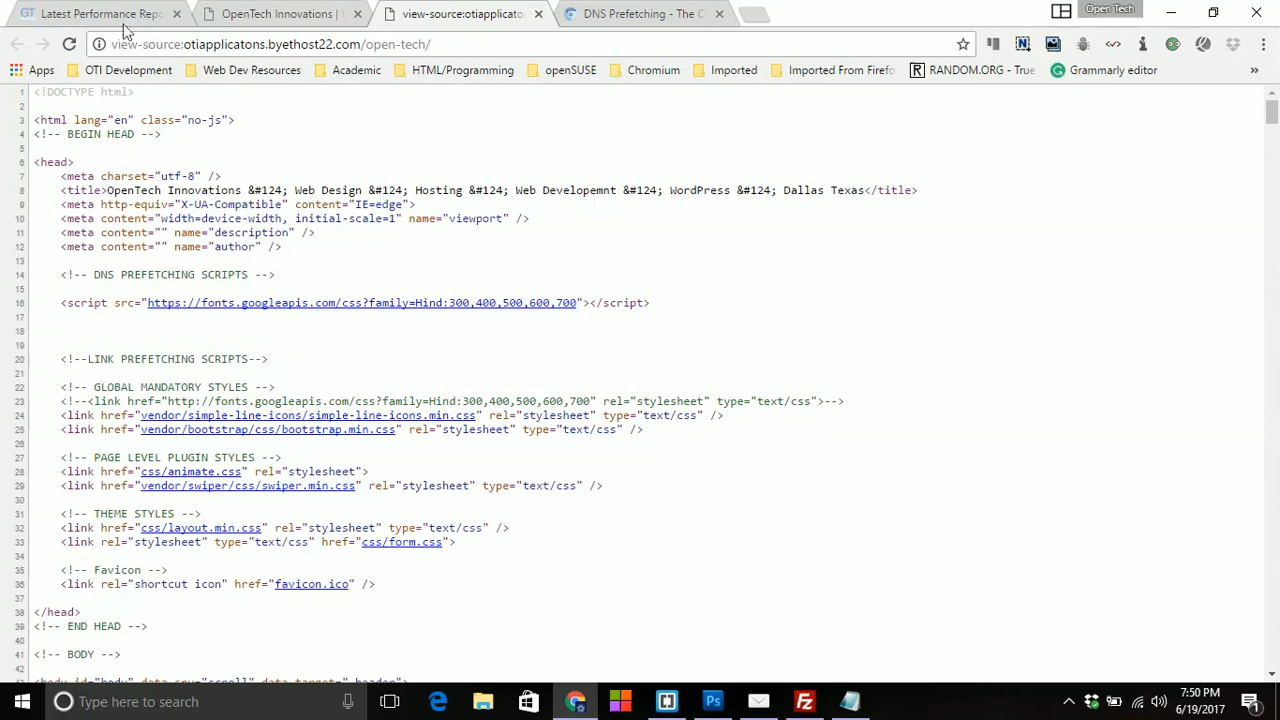 GT Latest Performance Repo
OpenTech Innovations |
view-source:otiapplicato
DNS Prefetching - The C
Open Tech
view-source:otiapplicatons.byethost22.com/open-tech/
Apps
OTI Development
Web Dev Resources
Academic
HTML/Programming
openSUSE
Chromium
Imported
Imported From Firefo
R RANDOM.ORG - True
Grammarly editor
»
1 <!DOCTYPE html>
2
3 <html lang="en" class="no-js">
4 <!-- BEGIN HEAD -->
5
6 <head>
7 <meta charset="utf-8" />
8 <title>OpenTech Innovations &#124; Web Design &#124; Hosting &#124; Web Developemnt &#124; WordPress &#124; Dallas Texas</title>
9 <meta http-equiv="X-UA-Compatible" content="IE=edge">
10 <meta content="width=device-width, initial-scale=1" name="viewport" />
11 <meta content="" name="description" />
12 <meta content="" name="author" />
13
14 <!-- DNS PREFETCHING SCRIPTS -->
15
16 <script src="https://fonts.googleapis.com/css?family=Hind:300,400,500,600,700"></script>
17
18
19
20 <!--LINK PREFETCHING SCRIPTS-->
21
22 <!-- GLOBAL MANDATORY STYLES -->
23 <!--<link href="http://fonts.googleapis.com/css?family=Hind:300,400,500,600,700" rel="stylesheet" type="text/css">-->
24 <link href="vendor/simple-line-icons/simple-line-icons.min.css" rel="stylesheet" type="text/css" />
25 <link href="vendor/bootstrap/css/bootstrap.min.css" rel="stylesheet" type="text/css" />
26
27 <!-- PAGE LEVEL PLUGIN STYLES -->
28 <link href="css/animate.css" rel="stylesheet">
29 <link href="vendor/swiper/css/swiper.min.css" rel="stylesheet" type="text/css" />
30
31 <!-- THEME STYLES -->
32 <link href="css/layout.min.css" rel="stylesheet" type="text/css" />
33 <link rel="stylesheet" type="text/css" href="css/form.css">
34
35 <!-- Favicon -->
36 <link rel="shortcut icon" href="favicon.ico" />
37
38 </head>
39 <!-- END HEAD -->
40
41 <!-- BODY -->
42
<body id="body" data-spy="scroll" data-target=".header">
Type here to search
7:50 PM
6/19/2017